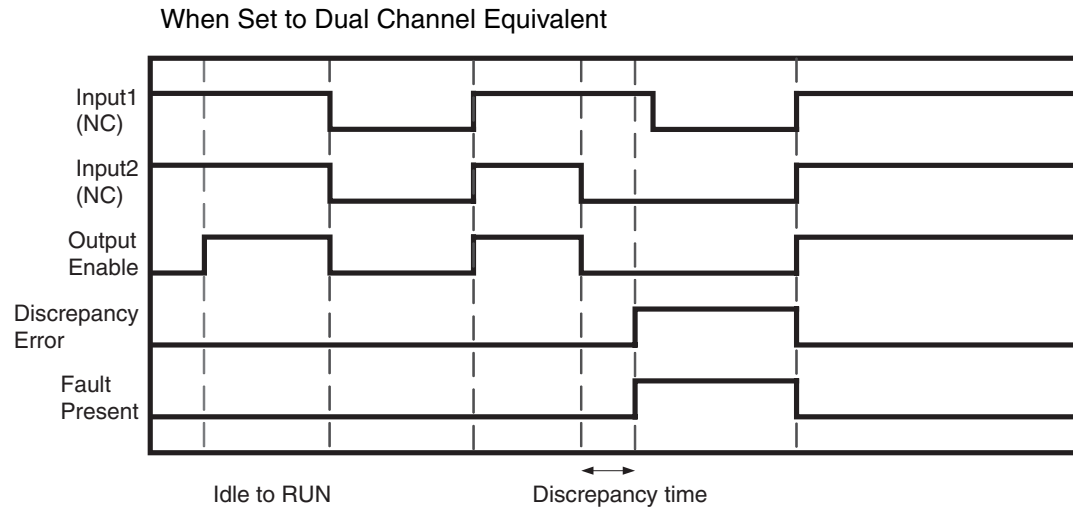 When Set to Dual Channel Equivalent
Input1
(NC)
Input2
(NC)
Output
Enable
Discrepancy
Error
Fault
Present
Idle to RUN
Discrepancy time